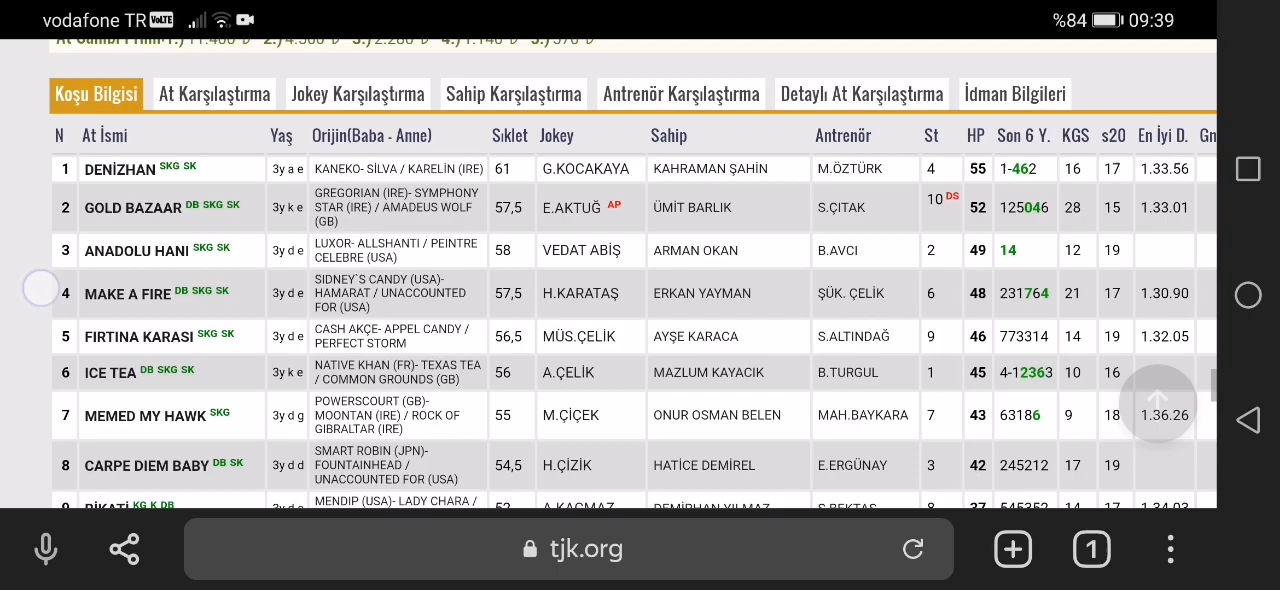 vodafone TR VoLTE %84 09:39
Koşu Bilgisi At Karşılaştırma Jokey Karşılaştırma Sahip Karşılaştırma Antrenör Karşılaştırma Detaylı At Karşılaştırma İdman Bilgileri
N At İsmi Yaş Orijin(Baba - Anne) Sıklet Jokey Sahip Antrenör St HP Son 6 Y. KGS s20 En İyi D. Gn
1 DENİZHAN SKG SK 3y a e KANEKO- SİLVA / KARELİN (IRE) 61 G.KOCAKAYA KAHRAMAN ŞAHİN M.ÖZTÜRK 4 55 1-462 16 17 1.33.56
2 GOLD BAZAAR DB SKG SK 3y k e GREGORIAN (IRE)- SYMPHONY STAR (IRE) / AMADEUS WOLF (GB) 57,5 E.AKTUĞ AP ÜMİT BARLIK S.ÇITAK 10 DS 52 125046 28 15 1.33.01
3 ANADOLU HANI SKG SK 3y d e LUXOR- ALLSHANTI / PEINTRE CELEBRE (USA) 58 VEDAT ABİŞ ARMAN OKAN B.AVCI 2 49 14 12 19
4 MAKE A FIRE DB SKG SK 3y d e SIDNEY`S CANDY (USA)- HAMARAT / UNACCOUNTED FOR (USA) 57,5 H.KARATAŞ ERKAN YAYMAN ŞÜK. ÇELİK 6 48 231764 21 17 1.30.90
5 FIRTINA KARASI SKG SK 3y d e CASH AKÇE- APPEL CANDY / PERFECT STORM 56,5 MÜS.ÇELİK AYŞE KARACA S.ALTINDAĞ 9 46 773314 14 19 1.32.05
6 ICE TEA DB SKG SK 3y k e NATIVE KHAN (FR)- TEXAS TEA / COMMON GROUNDS (GB) 56 A.ÇELİK MAZLUM KAYACIK B.TURGUL 1 45 4-12363 10 16
7 MEMED MY HAWK SKG 3y d g POWERSCOURT (GB)- MOONTAN (IRE) / ROCK OF GIBRALTAR (IRE) 55 M.ÇİÇEK ONUR OSMAN BELEN MAH.BAYKARA 7 43 63186 9 18 1.36.26
8 CARPE DIEM BABY DB SK 3y d d SMART ROBIN (JPN)- FOUNTAINHEAD / UNACCOUNTED FOR (USA) 54,5 H.ÇİZİK HATİCE DEMİREL E.ERGÜNAY 3 42 245212 17 19
MENDIP (USA)- LADY CHARA /
tjk.org
1